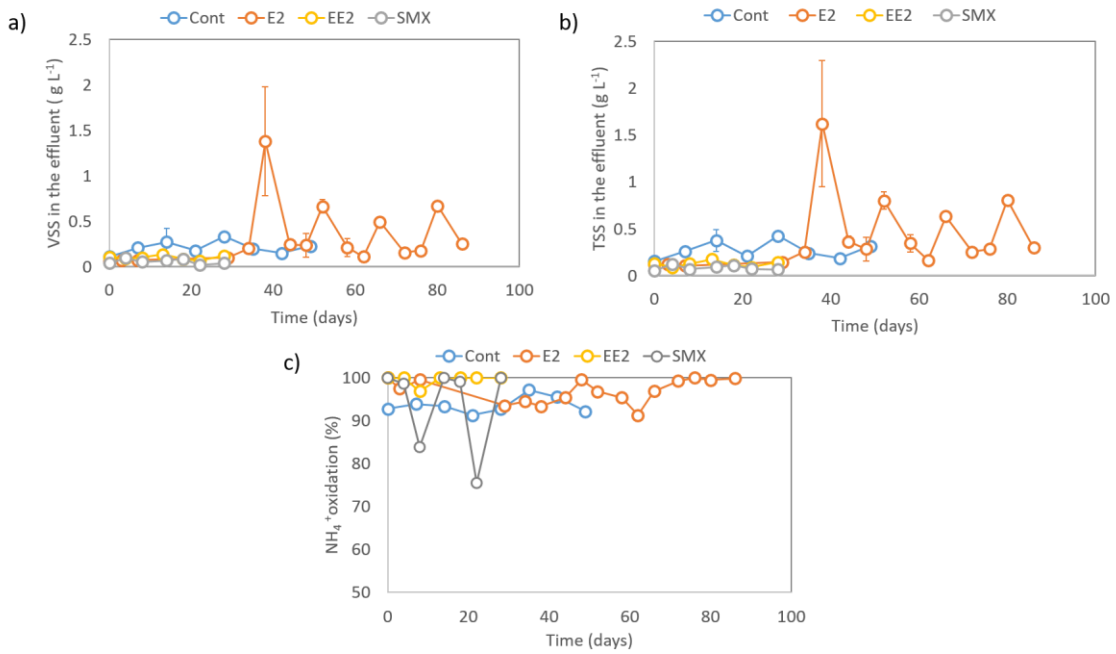 a)
Cont E2 EE2 SMX
VSS in the effluent ( g L⁻¹)
2.5
2
1.5
1
0.5
0
0 20 40 60 80 100
Time (days)
b)
Cont E2 EE2 SMX
TSS in the effluent (g L⁻¹)
2.5
2
1.5
1
0.5
0
0 20 40 60 80 100
Time (days)
c)
Cont E2 EE2 SMX
NH₄⁺oxidation (%)
100
90
80
70
60
50
0 20 40 60 80 100
Time (days)